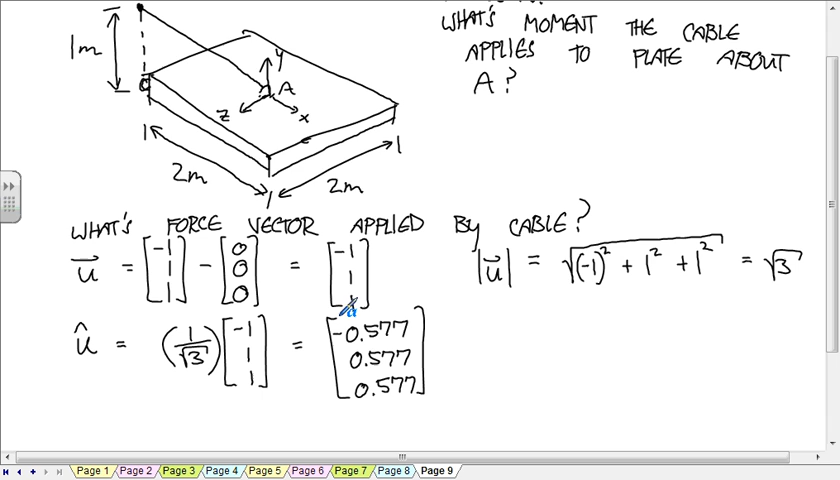 WHAT'S MOMENT THE CABLE
APPLIES TO PLATE ABOUT
A?
1m
y
A
z
x
2m
2m
WHAT'S FORCE VECTOR APPLIED BY CABLE?
u = [-1 1 1] - [0 0 0] = [-1 1 1]
|u| = √((-1)² + 1² + 1²) = √3
û = (1/√3) [-1 1 1] = [-0.577 0.577 0.577]
Page 1 Page 2 Page 3 Page 4 Page 5 Page 6 Page 7 Page 8 Page 9